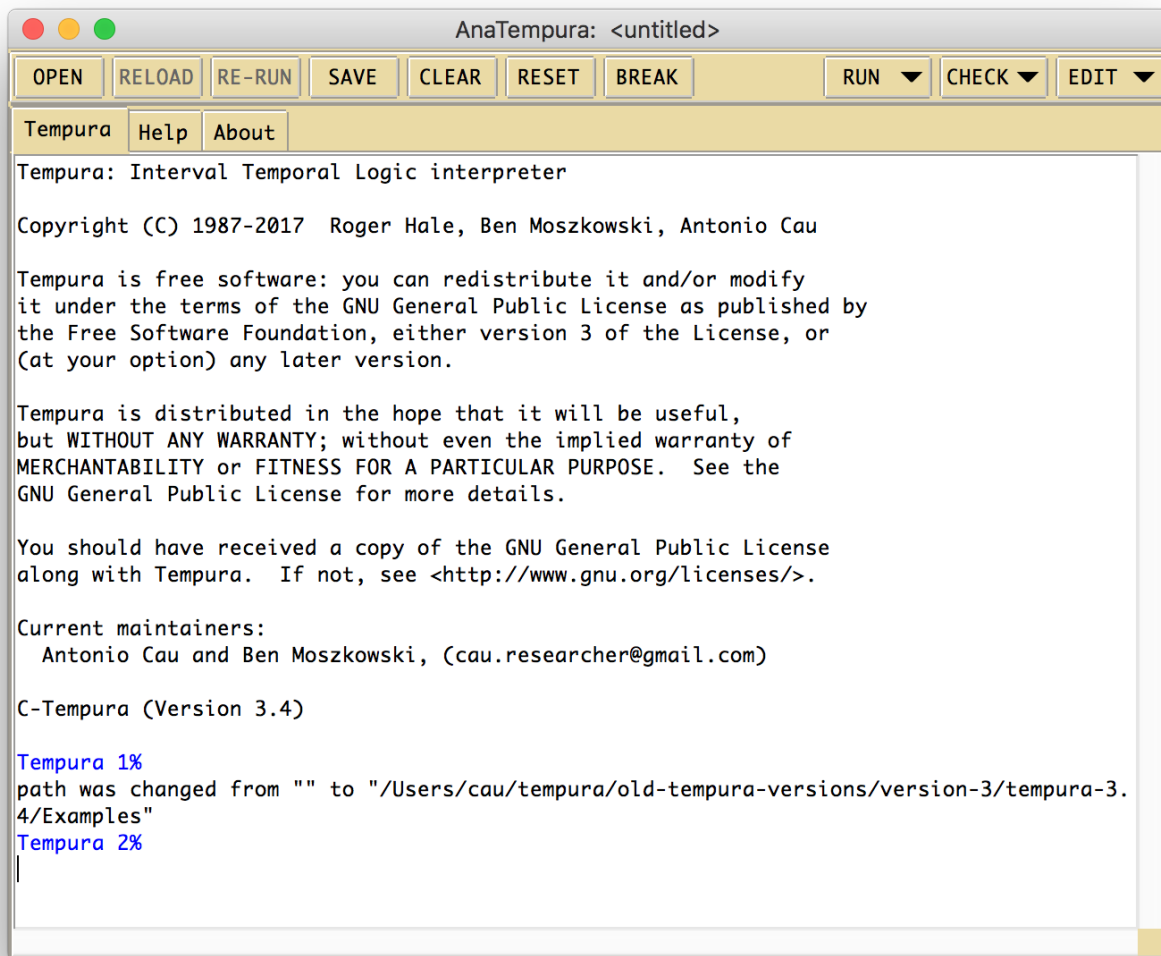 AnaTempura: <untitled>
OPEN RELOAD RE-RUN SAVE CLEAR RESET BREAK RUN CHECK EDIT
Tempura Help About
Tempura: Interval Temporal Logic interpreter
Copyright (C) 1987-2017  Roger Hale, Ben Moszkowski, Antonio Cau
Tempura is free software: you can redistribute it and/or modify
it under the terms of the GNU General Public License as published by
the Free Software Foundation, either version 3 of the License, or
(at your option) any later version.
Tempura is distributed in the hope that it will be useful,
but WITHOUT ANY WARRANTY; without even the implied warranty of
MERCHANTABILITY or FITNESS FOR A PARTICULAR PURPOSE.  See the
GNU General Public License for more details.
You should have received a copy of the GNU General Public License
along with Tempura.  If not, see <http://www.gnu.org/licenses/>.
Current maintainers:
  Antonio Cau and Ben Moszkowski, (cau.researcher@gmail.com)
C-Tempura (Version 3.4)
Tempura 1%
path was changed from "" to "/Users/cau/tempura/old-tempura-versions/version-3/tempura-3.
4/Examples"
Tempura 2%